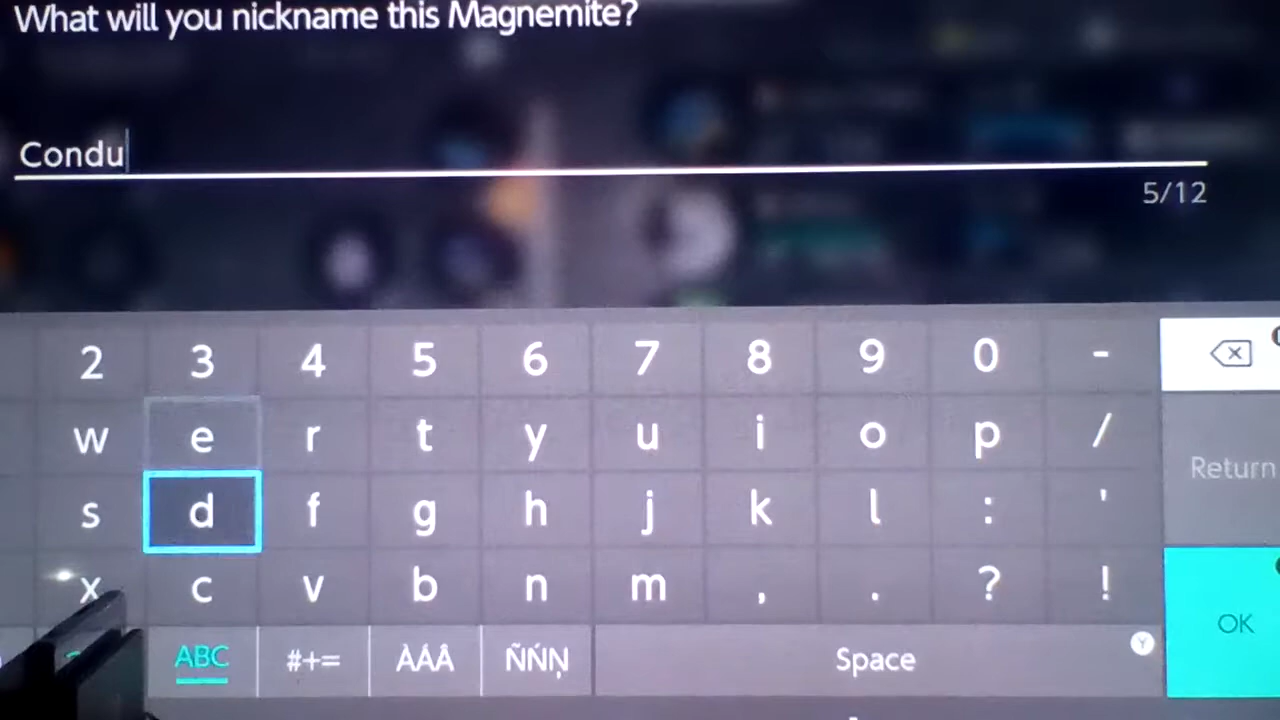 What will you nickname this Magnemite?
Condu
5/12
2 3 4 5 6 7 8 9 0 -
w e r t y u i o p /
Return
s d f g h j k l : '
x c v b n m , . ? !
OK
ABC #+= ÀÁÂ ÑŃŅ Space Y